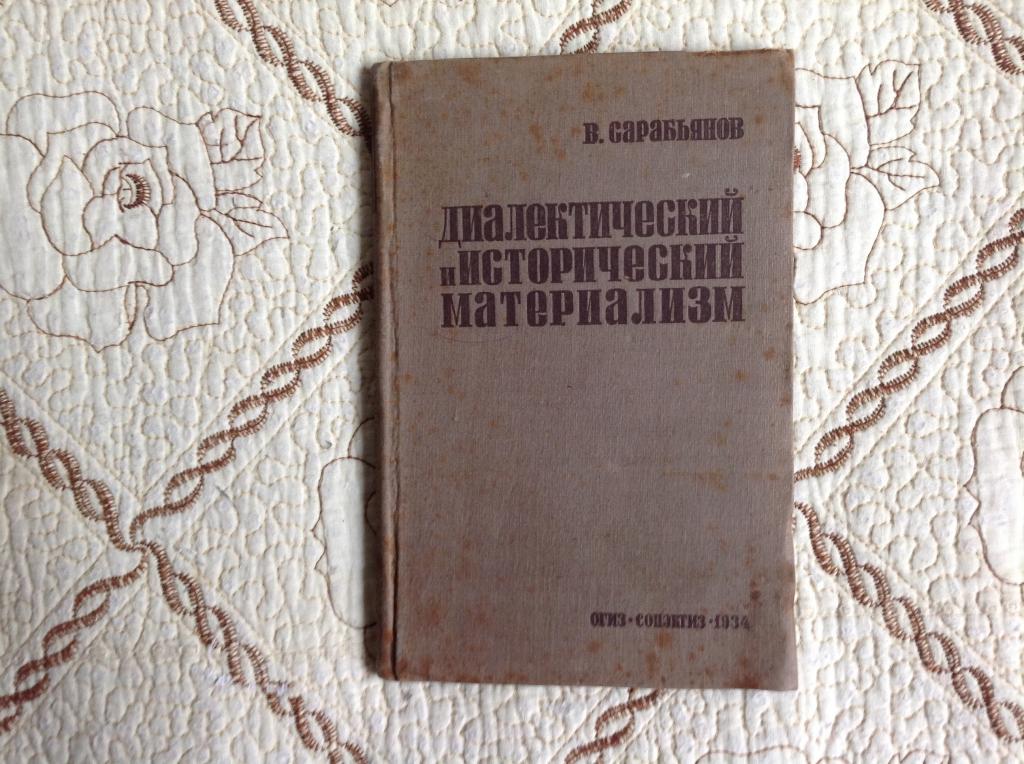 В. САРАБЬЯНОВ
ДИАЛЕКТИЧЕСКИЙ
и ИСТОРИЧЕСКИЙ
МАТЕРИАЛИЗМ
ОГИЗ • СОЦЭКГИЗ • 1934